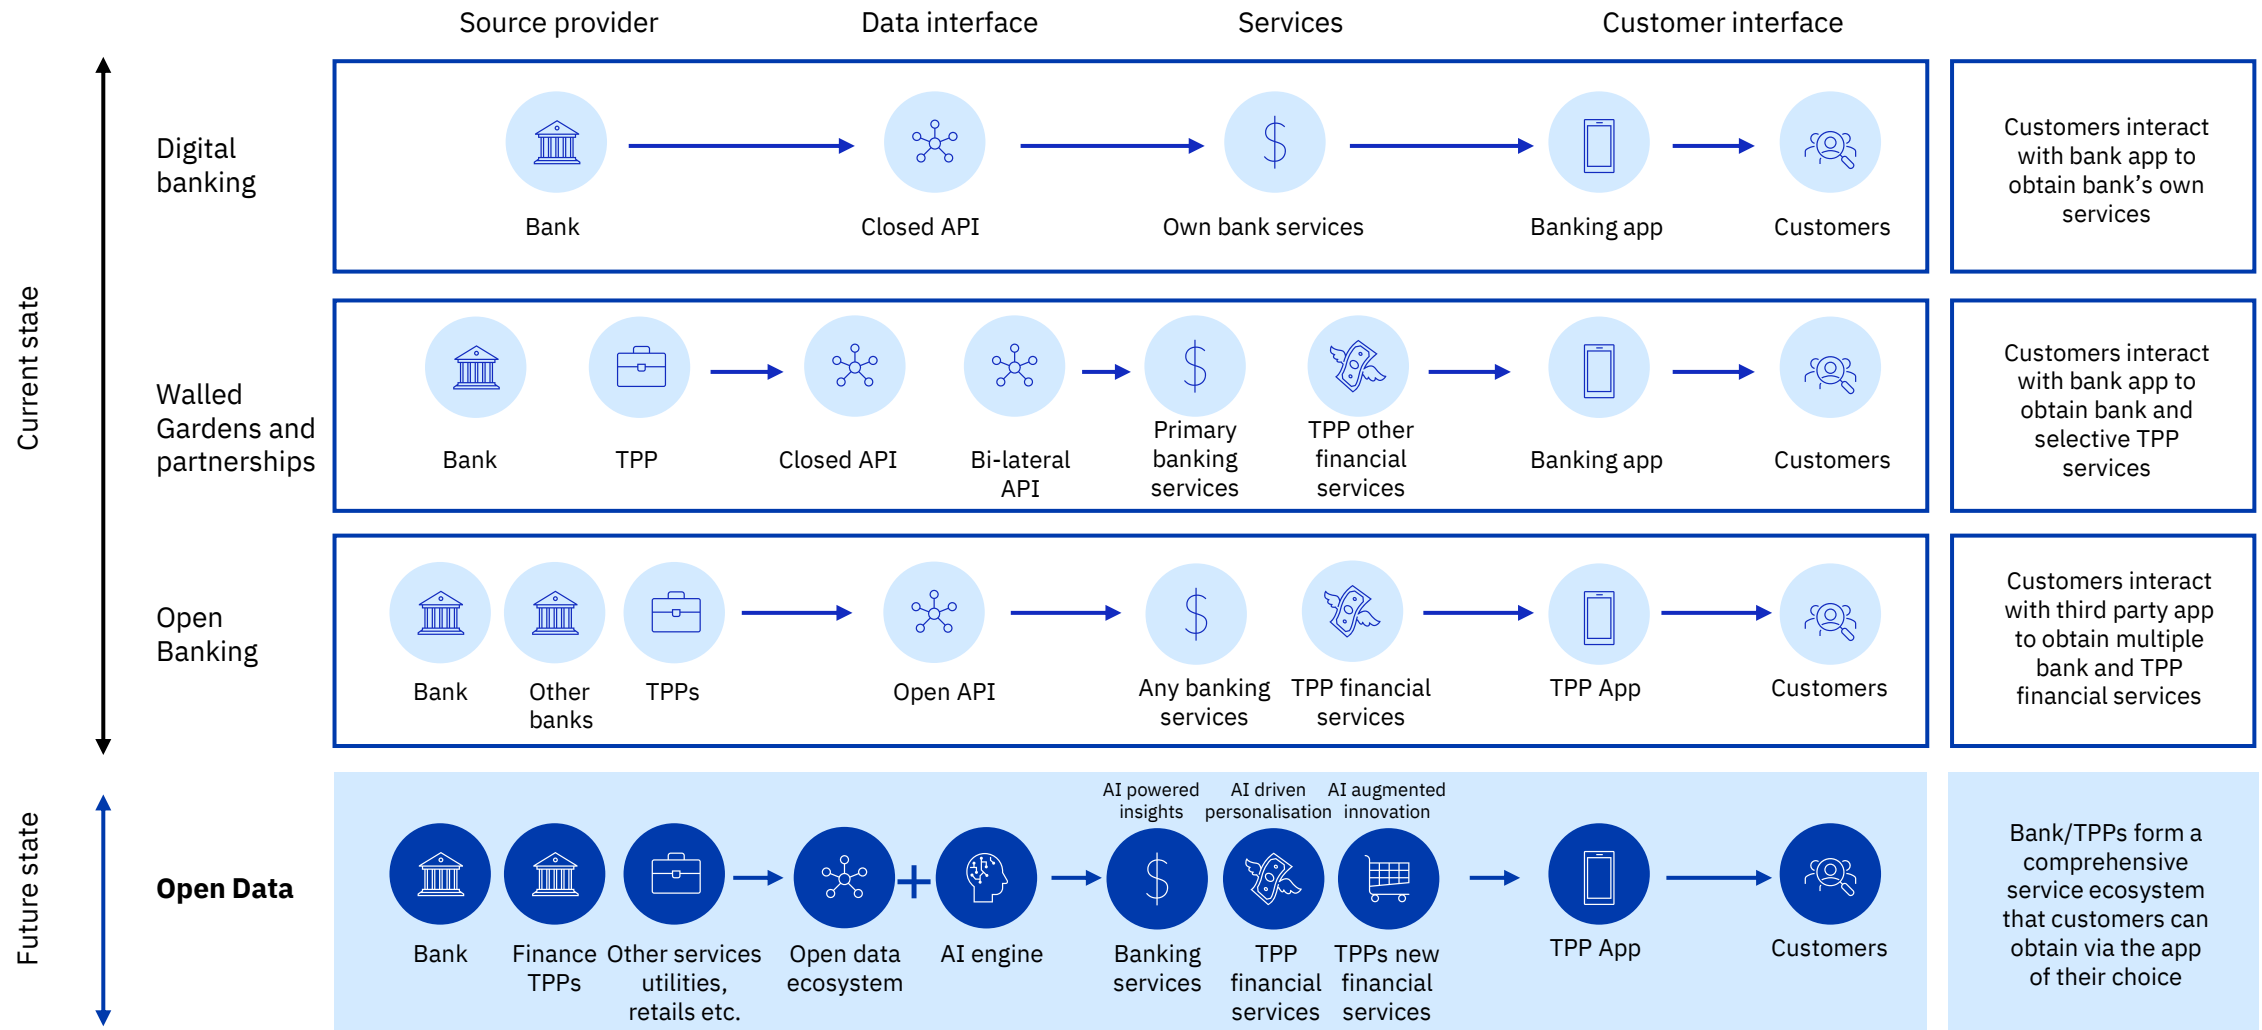 Source provider
Data interface
Services
Customer interface
Current state
Digital
banking
Bank
Closed API
Own bank services
Banking app
Customers
Customers interact
with bank app to
obtain bank’s own
services
Walled
Gardens and
partnerships
Bank
TPP
Closed API
Bi-lateral
API
Primary
banking
services
TPP other
financial
services
Banking app
Customers
Customers interact
with bank app to
obtain bank and
selective TPP
services
Open
Banking
Bank
Other
banks
TPPs
Open API
Any banking
services
TPP financial
services
TPP App
Customers
Customers interact
with third party app
to obtain multiple
bank and TPP
financial services
Future state
Open Data
Bank
Finance
TPPs
Other services
utilities,
retails etc.
Open data
ecosystem
AI engine
AI powered
insights
Banking
services
AI driven
personalisation
TPP
financial
services
AI augmented
innovation
TPPs new
financial
services
TPP App
Customers
Bank/TPPs form a
comprehensive
service ecosystem
that customers can
obtain via the app
of their choice